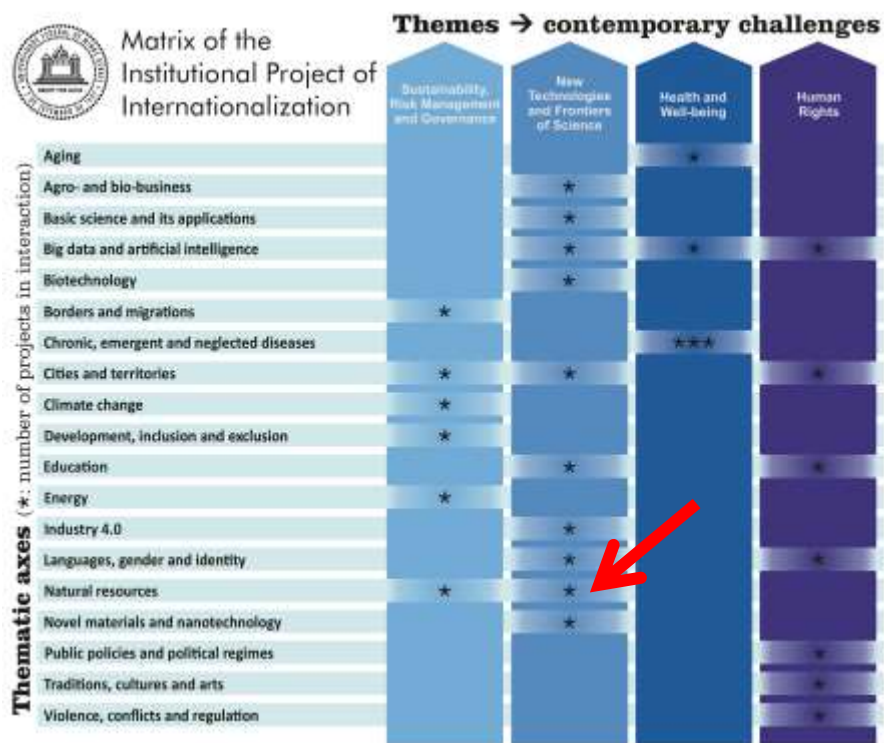 Matrix of the
Institutional Project of
Internationalization
Themes → contemporary challenges
Sustainability,
Risk Management
and Governance
New
Technologies
and Frontiers
of Science
Health and
Well-being
Human
Rights
Thematic axes (*: number of projects in interaction)
Aging *
Agro- and bio-business *
Basic science and its applications *
Big data and artificial intelligence * * *
Biotechnology *
Borders and migrations *
Chronic, emergent and neglected diseases ***
Cities and territories * * *
Climate change *
Development, inclusion and exclusion *
Education * *
Energy *
Industry 4.0 *
Languages, gender and identity * *
Natural resources * *
Novel materials and nanotechnology *
Public policies and political regimes *
Traditions, cultures and arts *
Violence, conflicts and regulation *